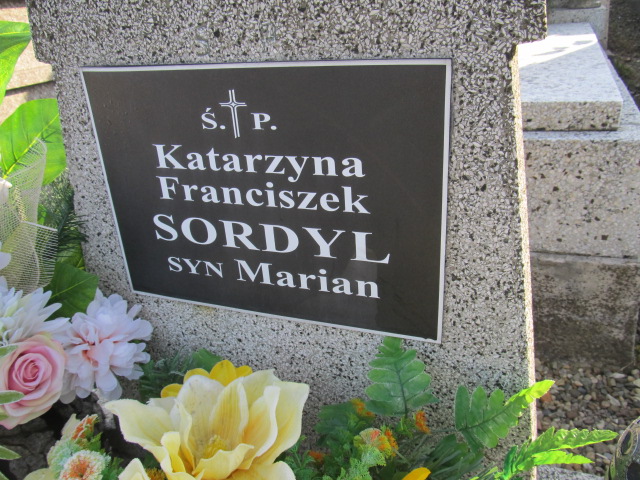 Ś. P.
Katarzyna
Franciszek
SORDYL
SYN Marian